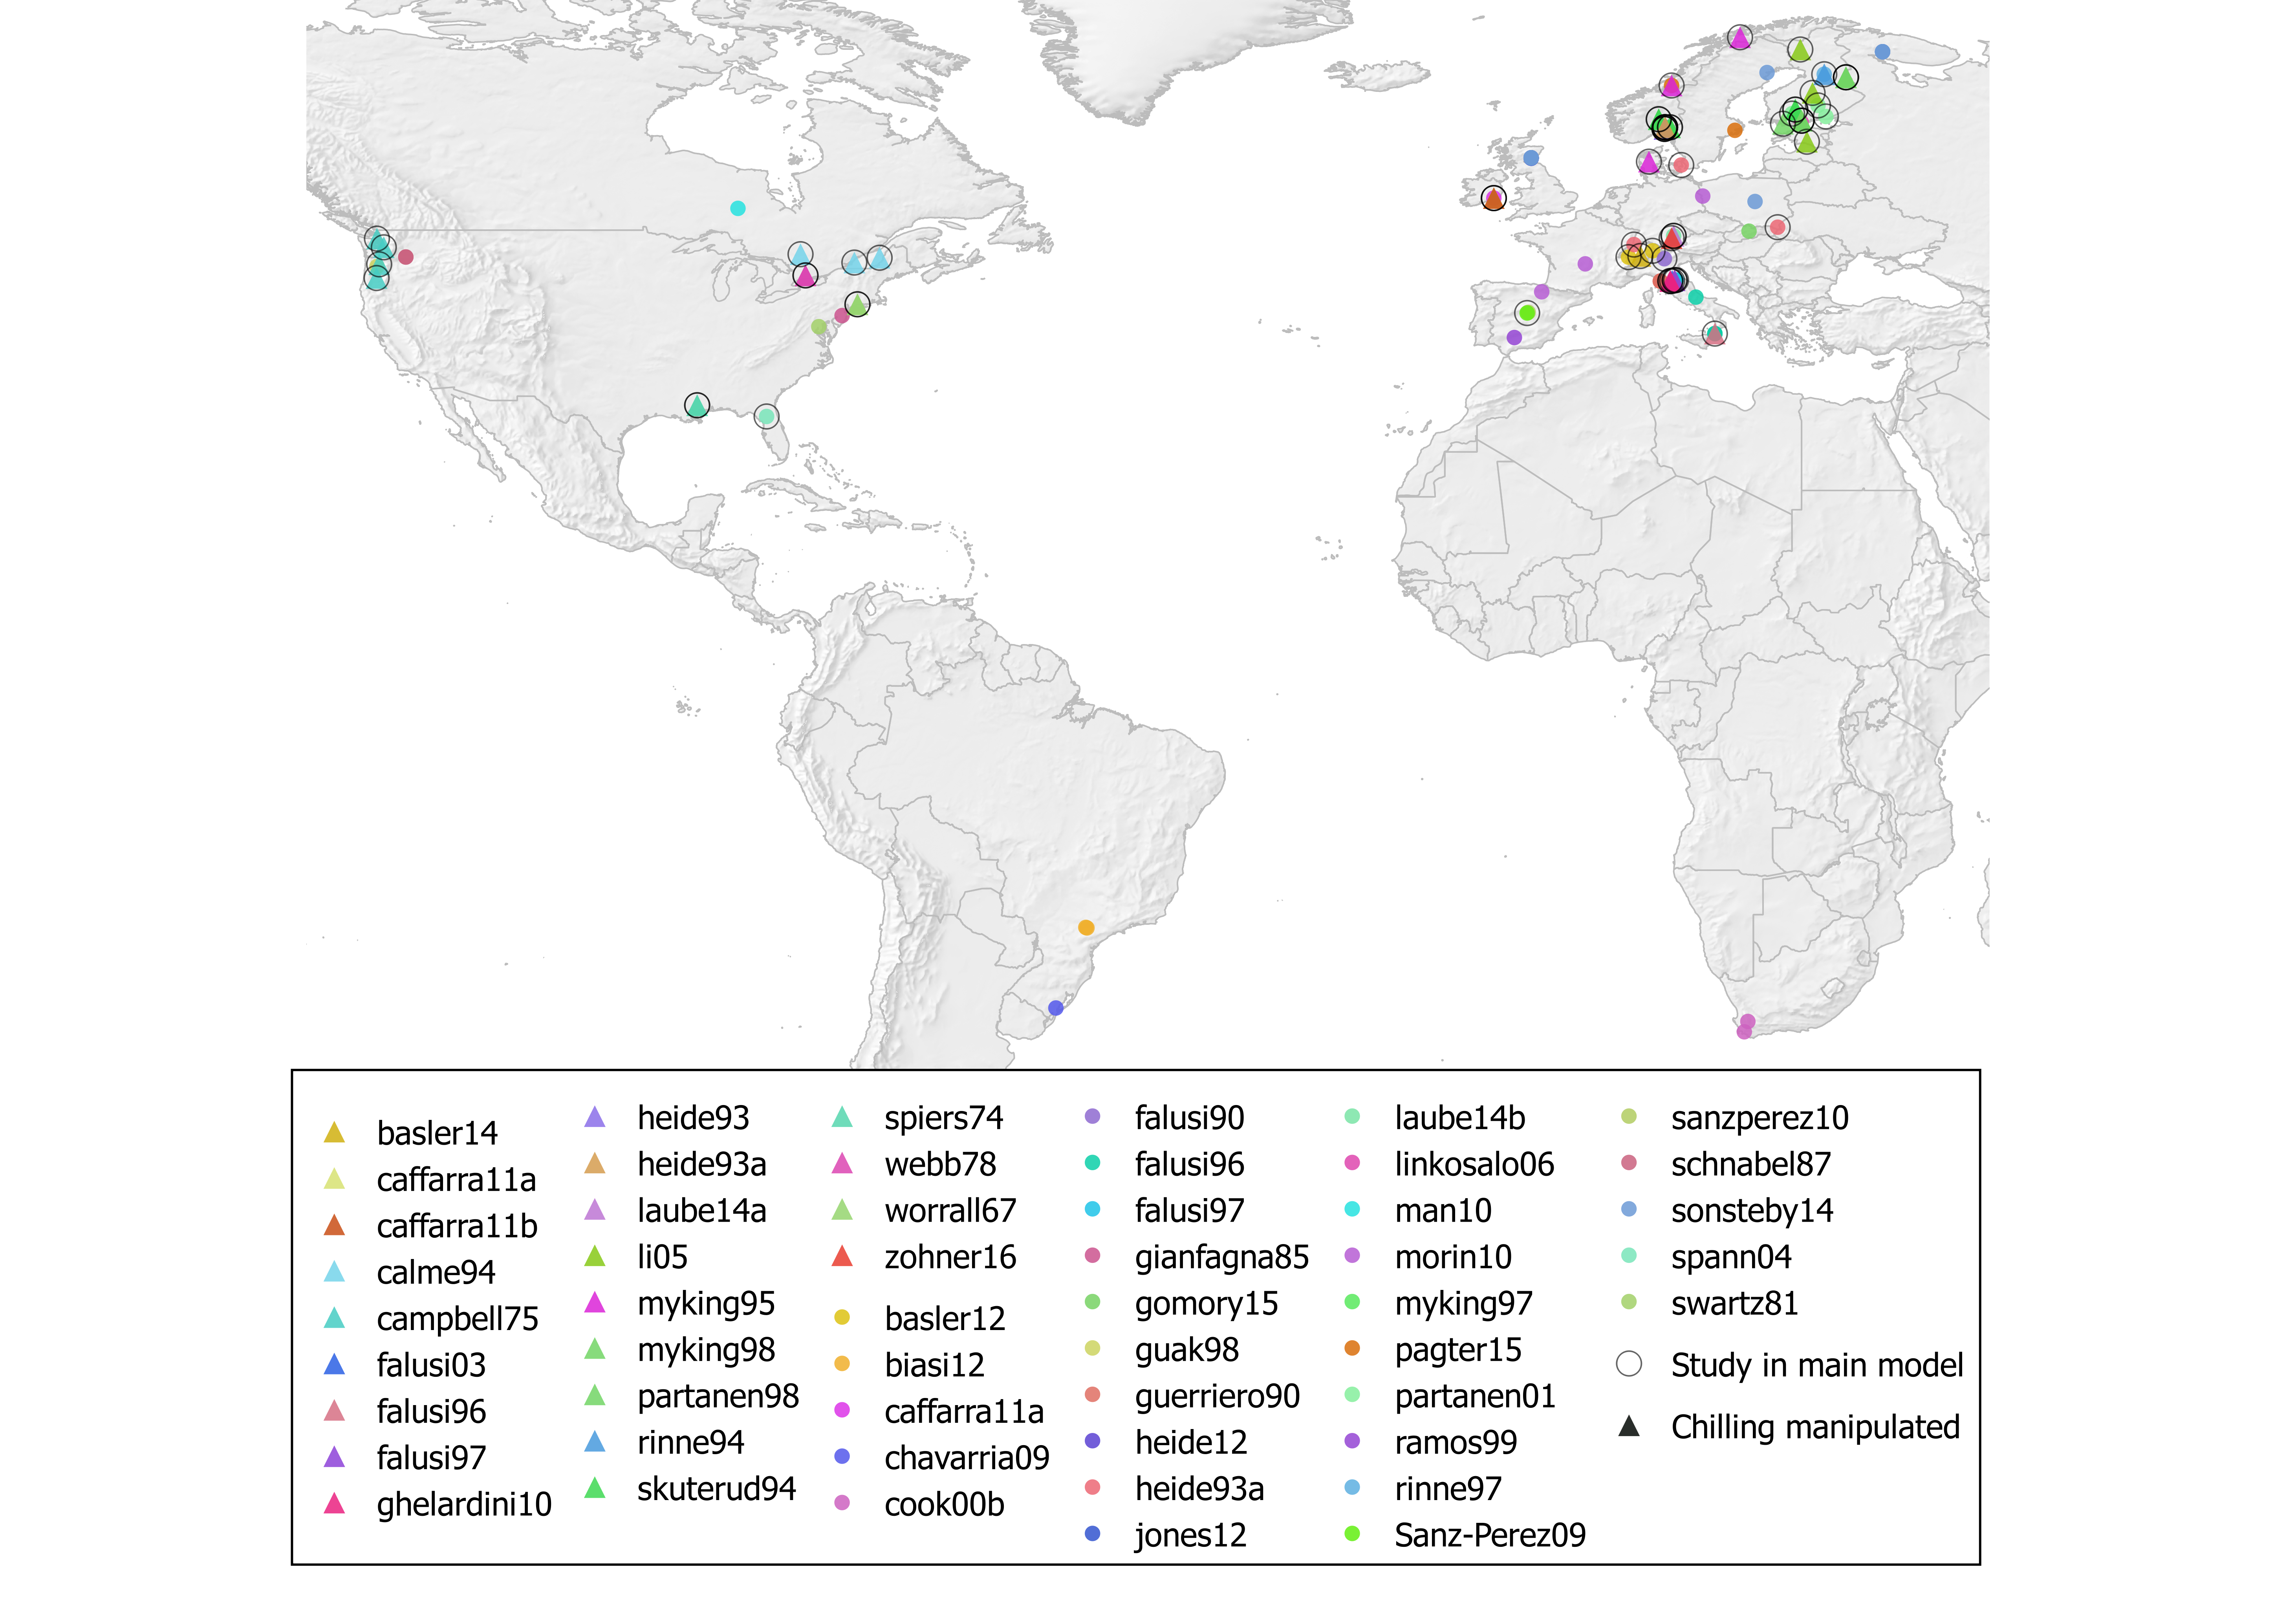 basler14
caffarra11a
caffarra11b
calme94
campbell75
falusi03
falusi96
falusi97
ghelardini10
heide93
heide93a
laube14a
li05
myking95
myking98
partanen98
rinne94
skuterud94
spiers74
webb78
worrall67
zohner16
basler12
biasi12
caffarra11a
chavarria09
cook00b
falusi90
falusi96
falusi97
gianfagna85
gomory15
guak98
guerriero90
heide12
heide93a
jones12
laube14b
linkosalo06
man10
morin10
myking97
pagter15
partanen01
ramos99
rinne97
Sanz-Perez09
sanzperez10
schnabel87
sonsteby14
spann04
swartz81
Study in main model
Chilling manipulated